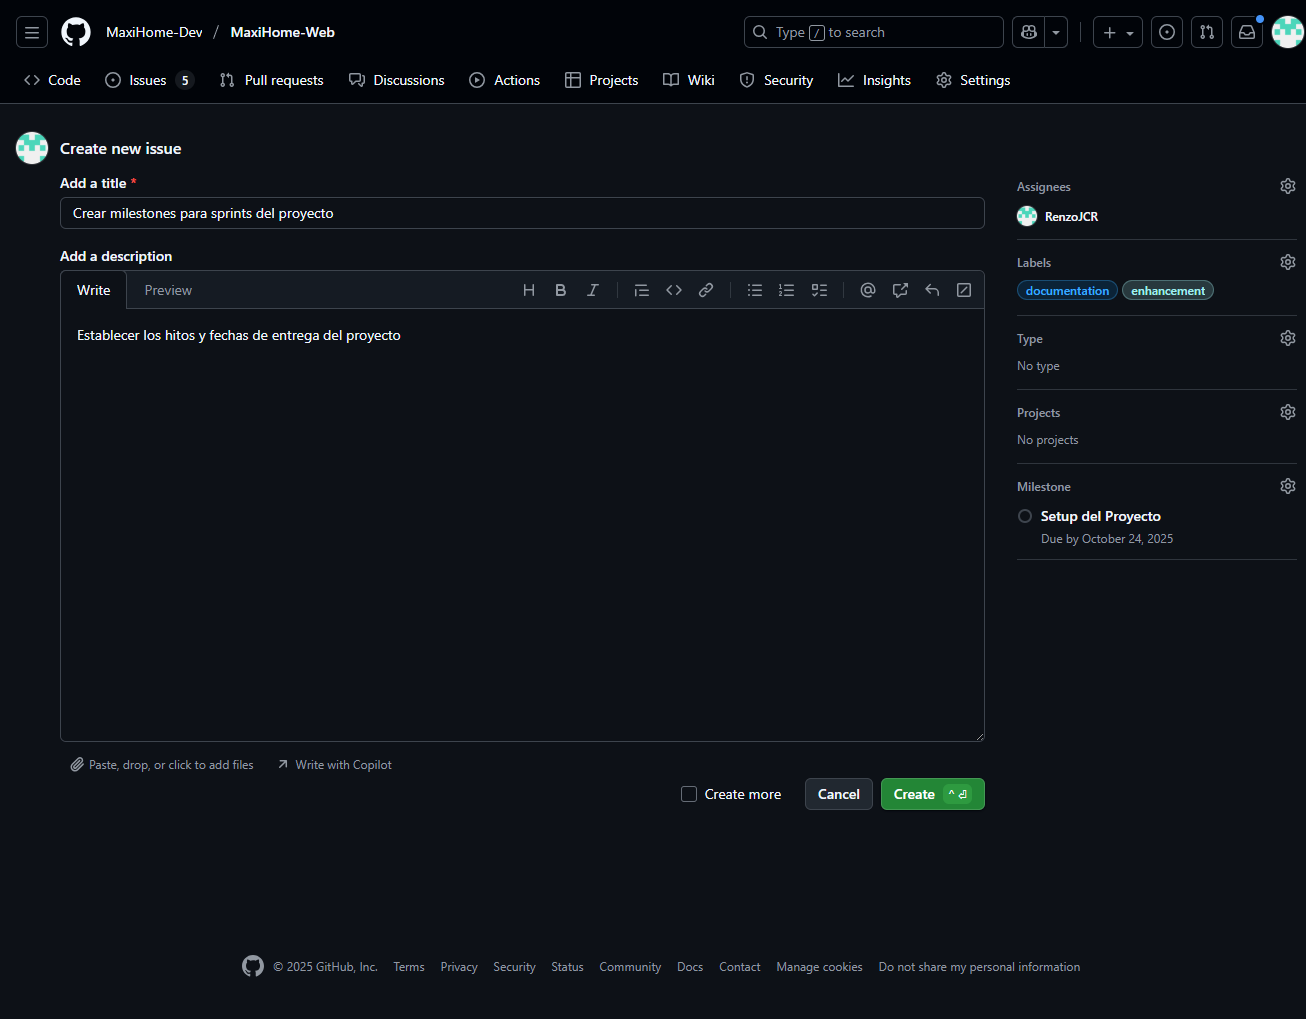 MaxiHome-Dev / MaxiHome-Web
Type / to search
Code
Issues 5
Pull requests
Discussions
Actions
Projects
Wiki
Security
Insights
Settings
Create new issue
Add a title *
Crear milestones para sprints del proyecto
Add a description
Write
Preview
Establecer los hitos y fechas de entrega del proyecto
Paste, drop, or click to add files
Write with Copilot
Create more
Cancel
Create
Assignees
RenzoJCR
Labels
documentation enhancement
Type
No type
Projects
No projects
Milestone
Setup del Proyecto
Due by October 24, 2025
© 2025 GitHub, Inc. Terms Privacy Security Status Community Docs Contact Manage cookies Do not share my personal information